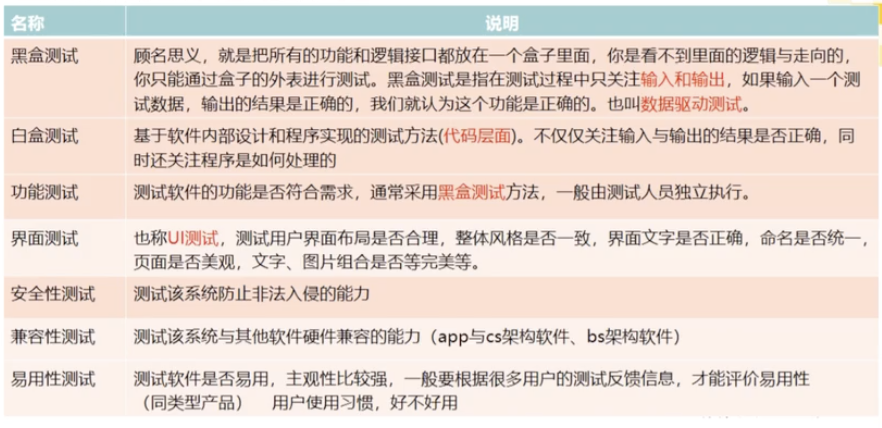 名称 说明
黑盒测试 顾名思义，就是把所有的功能和逻辑接口都放在一个盒子里面，你是看不到里面的逻辑与走向的，
你只能通过盒子的外表进行测试。黑盒测试是指在测试过程中只关注输入和输出，如果输入一个测
试数据，输出的结果是正确的，我们就认为这个功能是正确的。也叫数据驱动测试。
白盒测试 基于软件内部设计和程序实现的测试方法(代码层面)。不仅仅关注输入与输出的结果是否正确，同
时还关注程序是如何处理的
功能测试 测试软件的功能是否符合需求，通常采用黑盒测试方法，一般由测试人员独立执行。
界面测试 也称UI测试，测试用户界面布局是否合理，整体风格是否一致，界面文字是否正确，命名是否统一，
页面是否美观，文字、图片组合是否等完美等。
安全性测试 测试该系统防止非法入侵的能力
兼容性测试 测试该系统与其他软件硬件兼容的能力（app与cs架构软件、bs架构软件）
易用性测试 测试软件是否易用，主观性比较强，一般要根据很多用户的测试反馈信息，才能评价易用性
（同类型产品） 用户使用习惯，好不好用